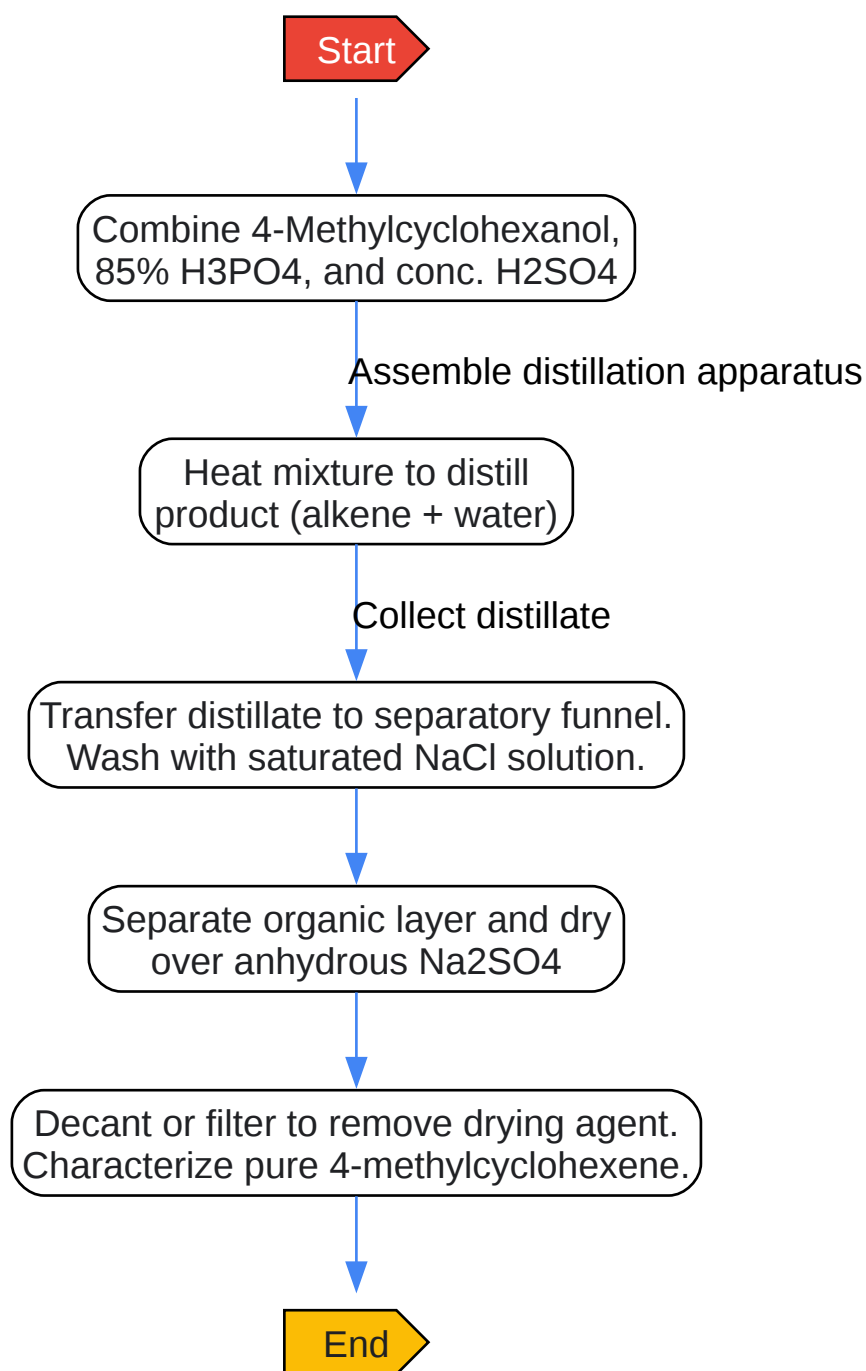 Start
Combine 4-Methylcyclohexanol,
85% H3PO4, and conc. H2SO4
Assemble distillation apparatus
Heat mixture to distill
product (alkene + water)
Collect distillate
Transfer distillate to separatory funnel.
Wash with saturated NaCl solution.
Separate organic layer and dry
over anhydrous Na2SO4
Decant or filter to remove drying agent.
Characterize pure 4-methylcyclohexene.
End